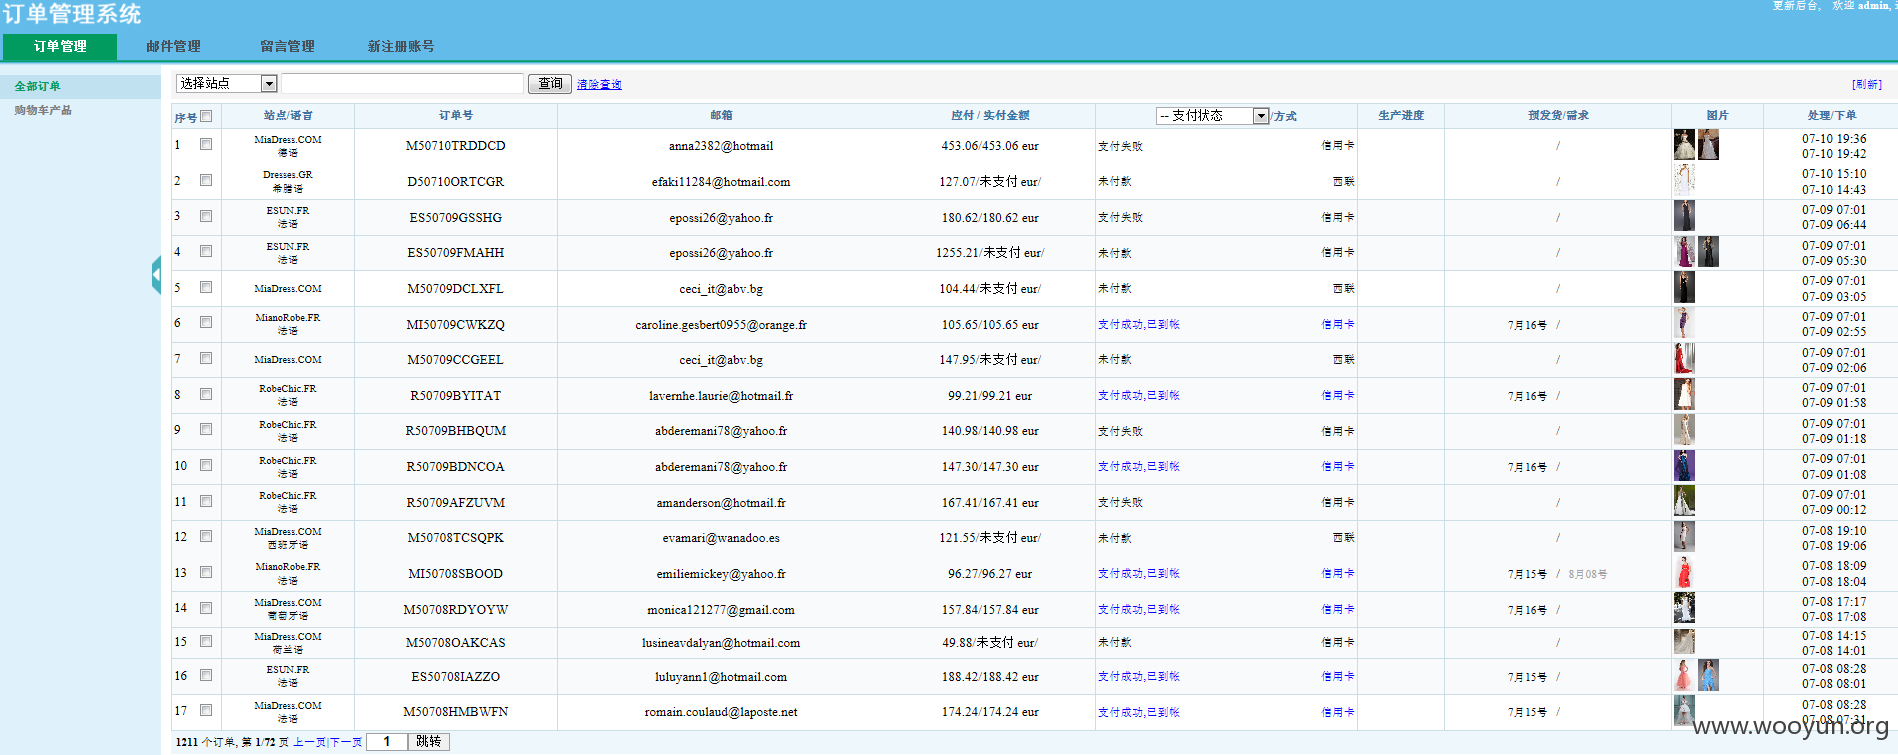 订单管理系统
更新后台, 欢迎 admin,
订单管理 邮件管理 留言管理 新注册账号
全部订单
购物车产品
选择站点 查询 清除查询 [刷新]
序号 站点/语言 订单号 邮箱 应付 / 实付金额 -- 支付状态 /方式 生产进度 预发货/需求 图片 处理/下单
1 MiaDress.COM 德语 M50710TRDDCD anna2382@hotmail 453.06/453.06 eur 支付失败 信用卡 / 07-10 19:36 07-10 19:42
2 Dresses.GR 希腊语 D50710ORTCGR efaki11284@hotmail.com 127.07/未支付 eur/ 未付款 西联 / 07-10 15:10 07-10 14:43
3 ESUN.FR 法语 ES50709GSSHG epossi26@yahoo.fr 180.62/180.62 eur 支付失败 信用卡 / 07-09 07:01 07-09 06:44
4 ESUN.FR 法语 ES50709FMAHH epossi26@yahoo.fr 1255.21/未支付 eur/ 未付款 信用卡 / 07-09 07:01 07-09 05:30
5 MiaDress.COM M50709DCLXFL ceci_it@abv.bg 104.44/未支付 eur/ 未付款 西联 / 07-09 07:01 07-09 03:05
6 MianoRobe.FR 法语 MI50709CWKZQ caroline.gesbert0955@orange.fr 105.65/105.65 eur 支付成功,已到帐 信用卡 7月16号 / 07-09 07:01 07-09 02:55
7 MiaDress.COM M50709CCGEEL ceci_it@abv.bg 147.95/未支付 eur/ 未付款 西联 / 07-09 07:01 07-09 02:06
8 RobeChic.FR 法语 R50709BYITAT lavernhe.laurie@hotmail.fr 99.21/99.21 eur 支付成功,已到帐 信用卡 7月16号 / 07-09 07:01 07-09 01:58
9 RobeChic.FR 法语 R50709BHBQUM abderemani78@yahoo.fr 140.98/140.98 eur 支付失败 信用卡 / 07-09 07:01 07-09 01:18
10 RobeChic.FR 法语 R50709BDNCOA abderemani78@yahoo.fr 147.30/147.30 eur 支付成功,已到帐 信用卡 7月16号 / 07-09 07:01 07-09 01:08
11 RobeChic.FR 法语 R50709AFZUVM amanderson@hotmail.fr 167.41/167.41 eur 支付失败 信用卡 / 07-09 07:01 07-09 00:12
12 MiaDress.COM 西班牙语 M50708TCSQPK evamari@wanadoo.es 121.55/未支付 eur/ 未付款 西联 / 07-08 19:10 07-08 19:06
13 MianoRobe.FR 法语 MI50708SBOOD emiliemickey@yahoo.fr 96.27/96.27 eur 支付成功,已到帐 信用卡 7月15号 / 8月08号 07-08 18:09 07-08 18:04
14 MiaDress.COM 葡萄牙语 M50708RDYOYW monica121277@gmail.com 157.84/157.84 eur 支付成功,已到帐 信用卡 7月16号 / 07-08 17:17 07-08 17:08
15 MiaDress.COM 荷兰语 M50708OAKCAS lusineavdalyan@hotmail.com 49.88/未支付 eur/ 未付款 信用卡 / 07-08 14:15 07-08 14:01
16 ESUN.FR 法语 ES50708IAZZO luluyann1@hotmail.com 188.42/188.42 eur 支付成功,已到帐 信用卡 7月15号 / 07-08 08:28 07-08 08:01
17 MiaDress.COM 法语 M50708HMBWFN romain.coulaud@laposte.net 174.24/174.24 eur 支付成功,已到帐 信用卡 7月15号 / 07-08 08:28 07-08 07:31
1211 个订单, 第 1/72 页 上一页|下一页 1 跳转
www.wooyun.org